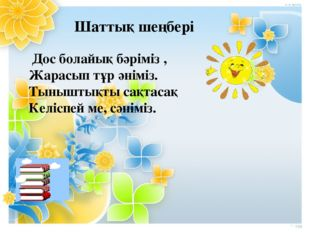 Шаттық шеңбері
Дос болайық бәріміз ,
Жарасып тұр әніміз.
Тыныштықты сақтасақ
Келіспей ме, сәніміз.